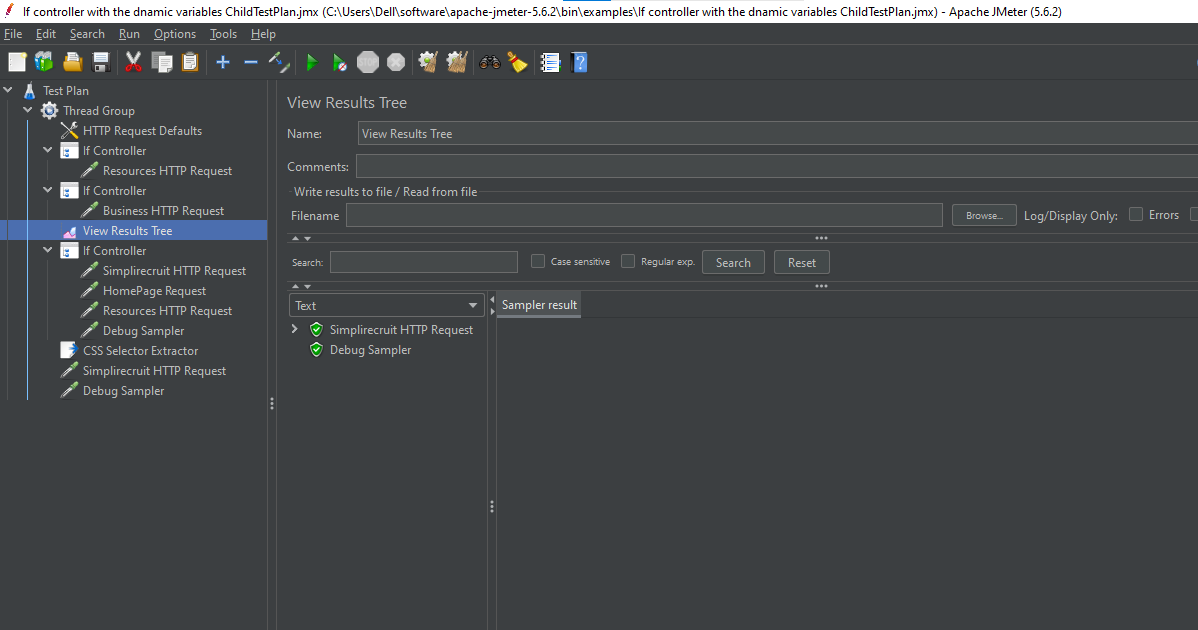 If controller with the dnamic variables ChildTestPlan.jmx (C:\Users\Dell\software\apache-jmeter-5.6.2\bin\examples\If controller with the dnamic variables ChildTestPlan.jmx) - Apache JMeter (5.6.2)
File Edit Search Run Options Tools Help
STOP
Test Plan
Thread Group
HTTP Request Defaults
If Controller
Resources HTTP Request
If Controller
Business HTTP Request
View Results Tree
If Controller
Simplirecruit HTTP Request
HomePage Request
Resources HTTP Request
Debug Sampler
CSS Selector Extractor
Simplirecruit HTTP Request
Debug Sampler
View Results Tree
Name: View Results Tree
Comments:
Write results to file / Read from file
Filename Browse... Log/Display Only: Errors
Search: Case sensitive Regular exp. Search Reset
Text Sampler result
Simplirecruit HTTP Request
Debug Sampler